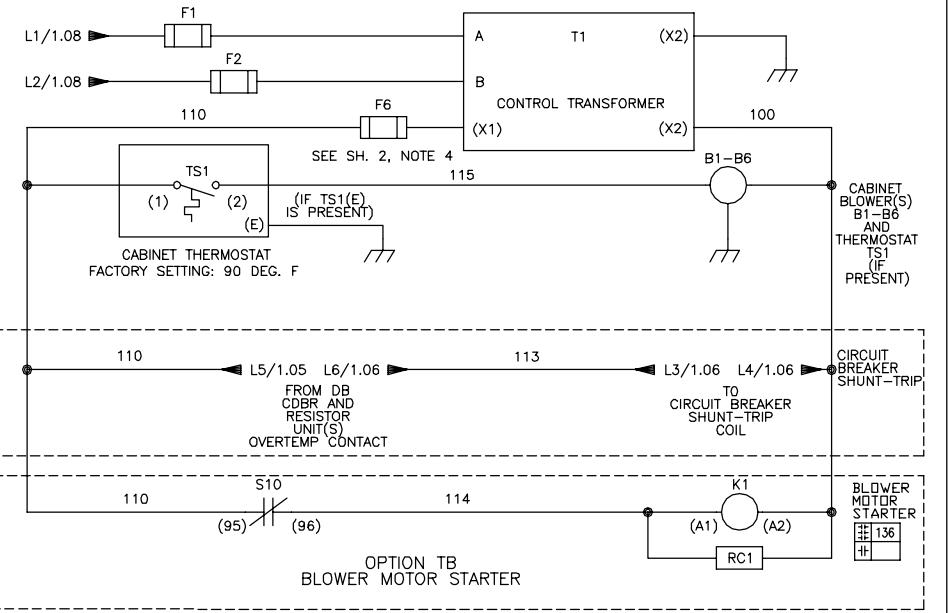 F1
L1/1.08
A
T1
(X2)
F2
L2/1.08
B
CONTROL TRANSFORMER
110
F6
(X1)
(X2)
100
SEE SH. 2, NOTE 4
B1-B6
TS1
115
(1)
(2)
(IF TS1(E)
IS PRESENT)
(E)
CABINET THERMOSTAT
FACTORY SETTING: 90 DEG. F
CABINET
BLOWER(S)
B1-B6
AND
THERMOSTAT
TS1
(IF
PRESENT)
110
L5/1.05
L6/1.06
113
L3/1.06
L4/1.06
CIRCUIT
BREAKER
SHUNT-TRIP
FROM DB
CDBR AND
RESISTOR
UNIT(S)
OVERTEMP CONTACT
TO
CIRCUIT BREAKER
SHUNT-TRIP
COIL
110
S10
114
K1
(95)
(96)
(A1)
(A2)
BLOWER
MOTOR
STARTER
136
RC1
OPTION TB
BLOWER MOTOR STARTER